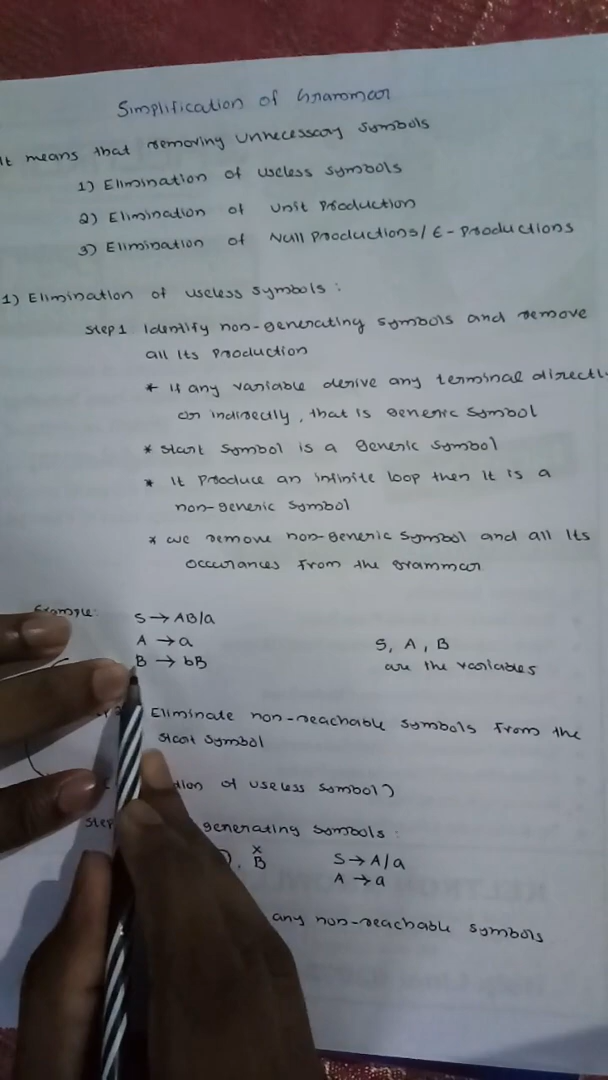 Simplification of Grammar
It means that removing unnecessary symbols
1) Elimination of useless symbols
2) Elimination of Unit Production
3) Elimination of Null Productions/ ε - Productions
1) Elimination of useless symbols :
Step 1 Identify non-generating symbols and remove
all its production
* if any variable derive any terminal directl
or indirectly, that is generic symbol
* start symbol is a generic symbol
* It Produce an infinite loop then it is a
non-generic symbol
* we remove non-generic symbol and all its
occurances from the grammar
Example:
S → AB/a
A → a
B → bB
S, A, B
are the variables
Eliminate non-reachable symbols from the
start symbol
tion of useless symbol)
Step
generating symbols :
x
B
S → A/a
A → a
any non-reachable symbols